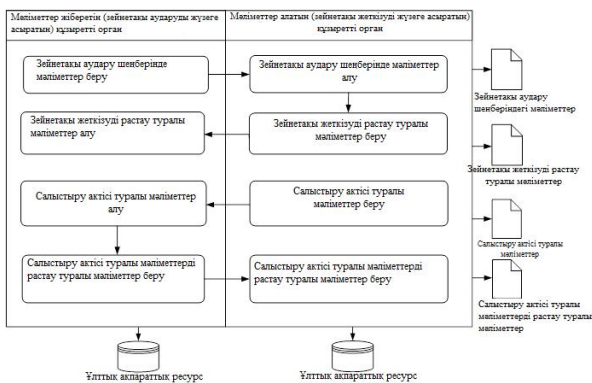 Мәліметтер жіберетін (зейнетақы аударуды жүзеге
асыратын) құзыретті орган
Мәліметтер алатын (зейнетақы жеткізуді жүзеге асыратын)
құзыретті орган
Зейнетақы аудару шенберінде
мәліметтер беру
Зейнетақы аудару шенберінде мәліметтер
алу
Зейнетақы аудару
шенберіндегі мәліметтер
Зейнетақы жеткізуді растау туралы
мәліметтер алу
Зейнетақы жеткізуді растау туралы
мәліметтер беру
Зейнетақы жеткізуді растау
туралы мәліметтер
Салыстыру актісі туралы мәліметтер
алу
Салыстыру актісі туралы
мәліметтер беру
Салыстыру актісі туралы
мәліметтер
Салыстыру актісі туралы мәліметтерді
растау туралы мәліметтер беру
Салыстыру актісі туралы мәліметтерді
растау туралы мәліметтер беру
Салыстыру актісі туралы
мәліметтерді растау туралы
мәліметтер
Ұлттық ақпараттық ресурс
Ұлттық ақпараттық ресурс